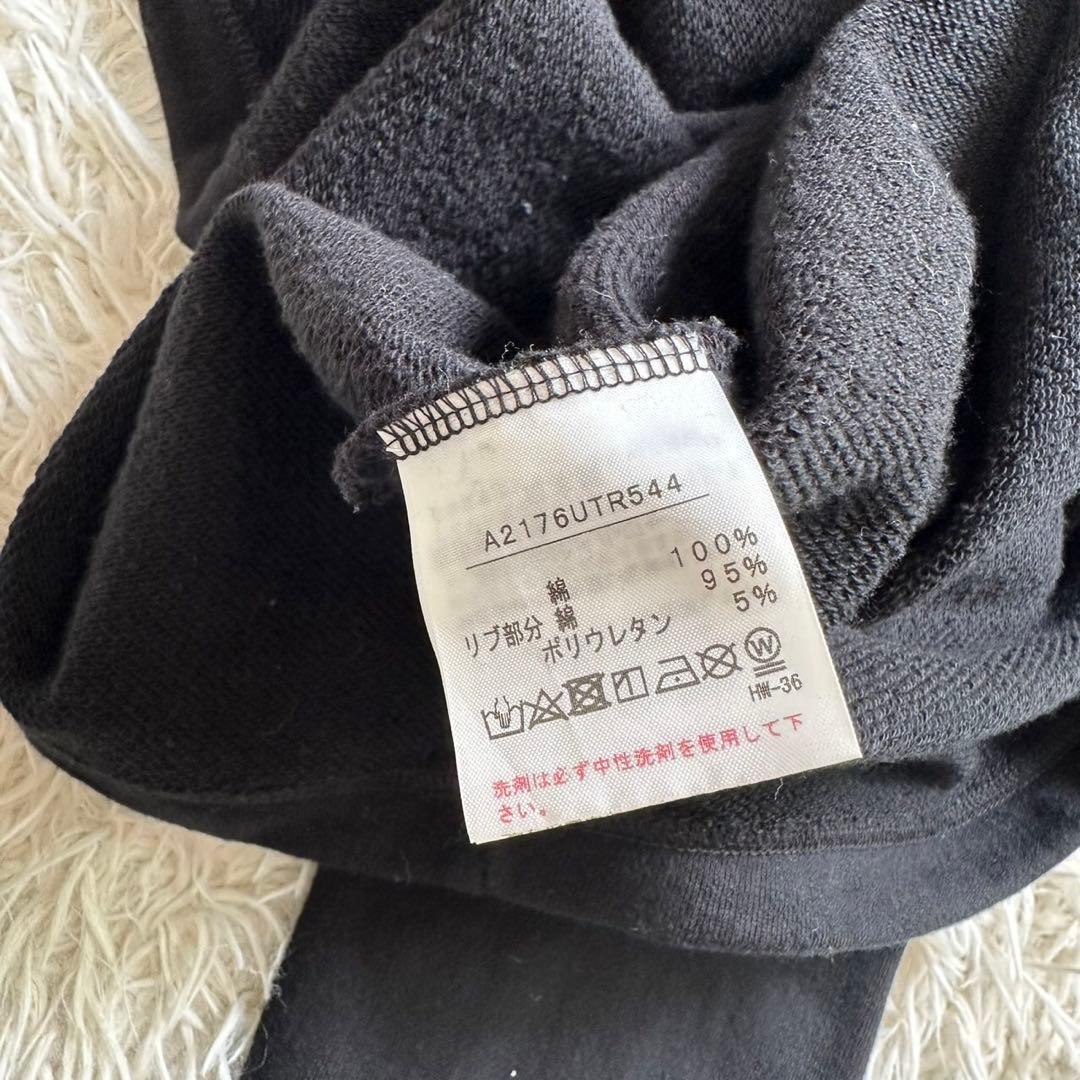 A2176UTR544
綿 100%
リブ部分 綿 95%
ポリウレタン 5%
W
HW-36
洗剤は必ず中性洗剤を使用して下
さい。